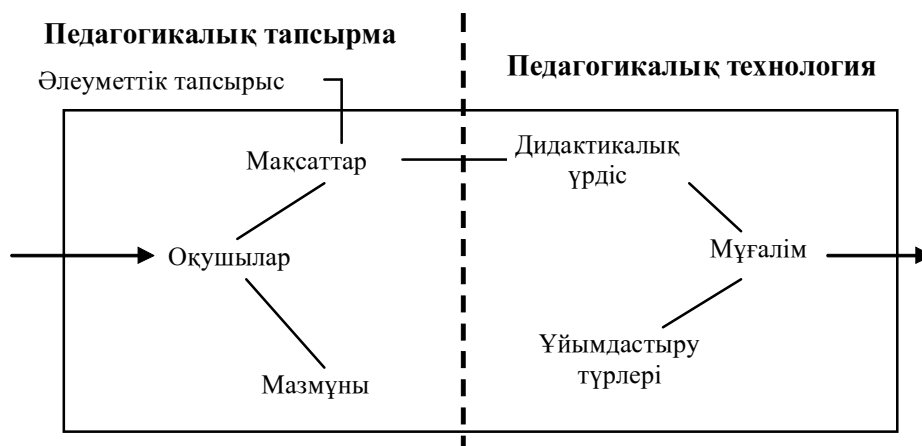 Педагогикалық тапсырма
Әлеуметтік тапсырыс
Мақсаттар
Оқушылар
Мазмұны
Педагогикалық технология
Дидактикалық
үрдіс
Мұғалім
Ұйымдастыру
түрлері